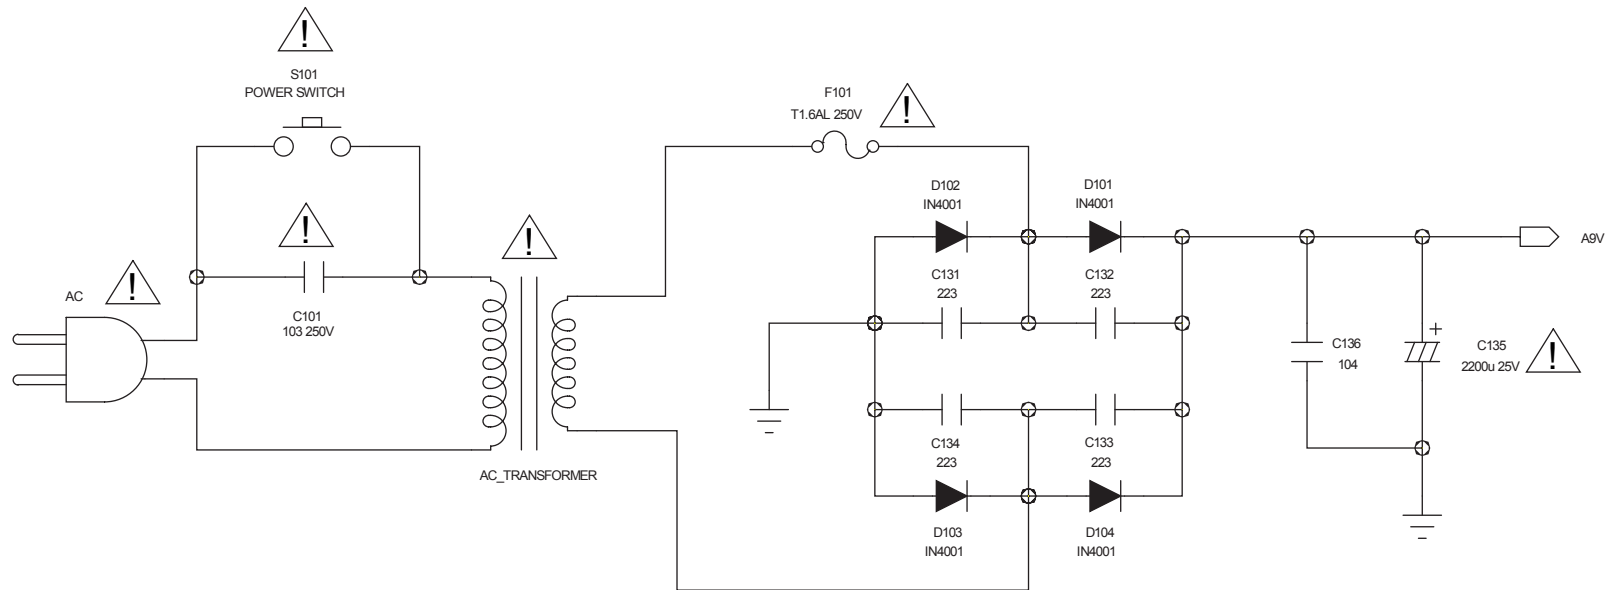 !
S101
POWER SWITCH
F101
T1.6AL 250V
!
D102
IN4001
D101
IN4001
!
!
A9V
AC
!
C131
223
C132
223
C101
103 250V
+
C136
104
C135
2200u 25V
!
C134
223
C133
223
AC_TRANSFORMER
D103
IN4001
D104
IN4001